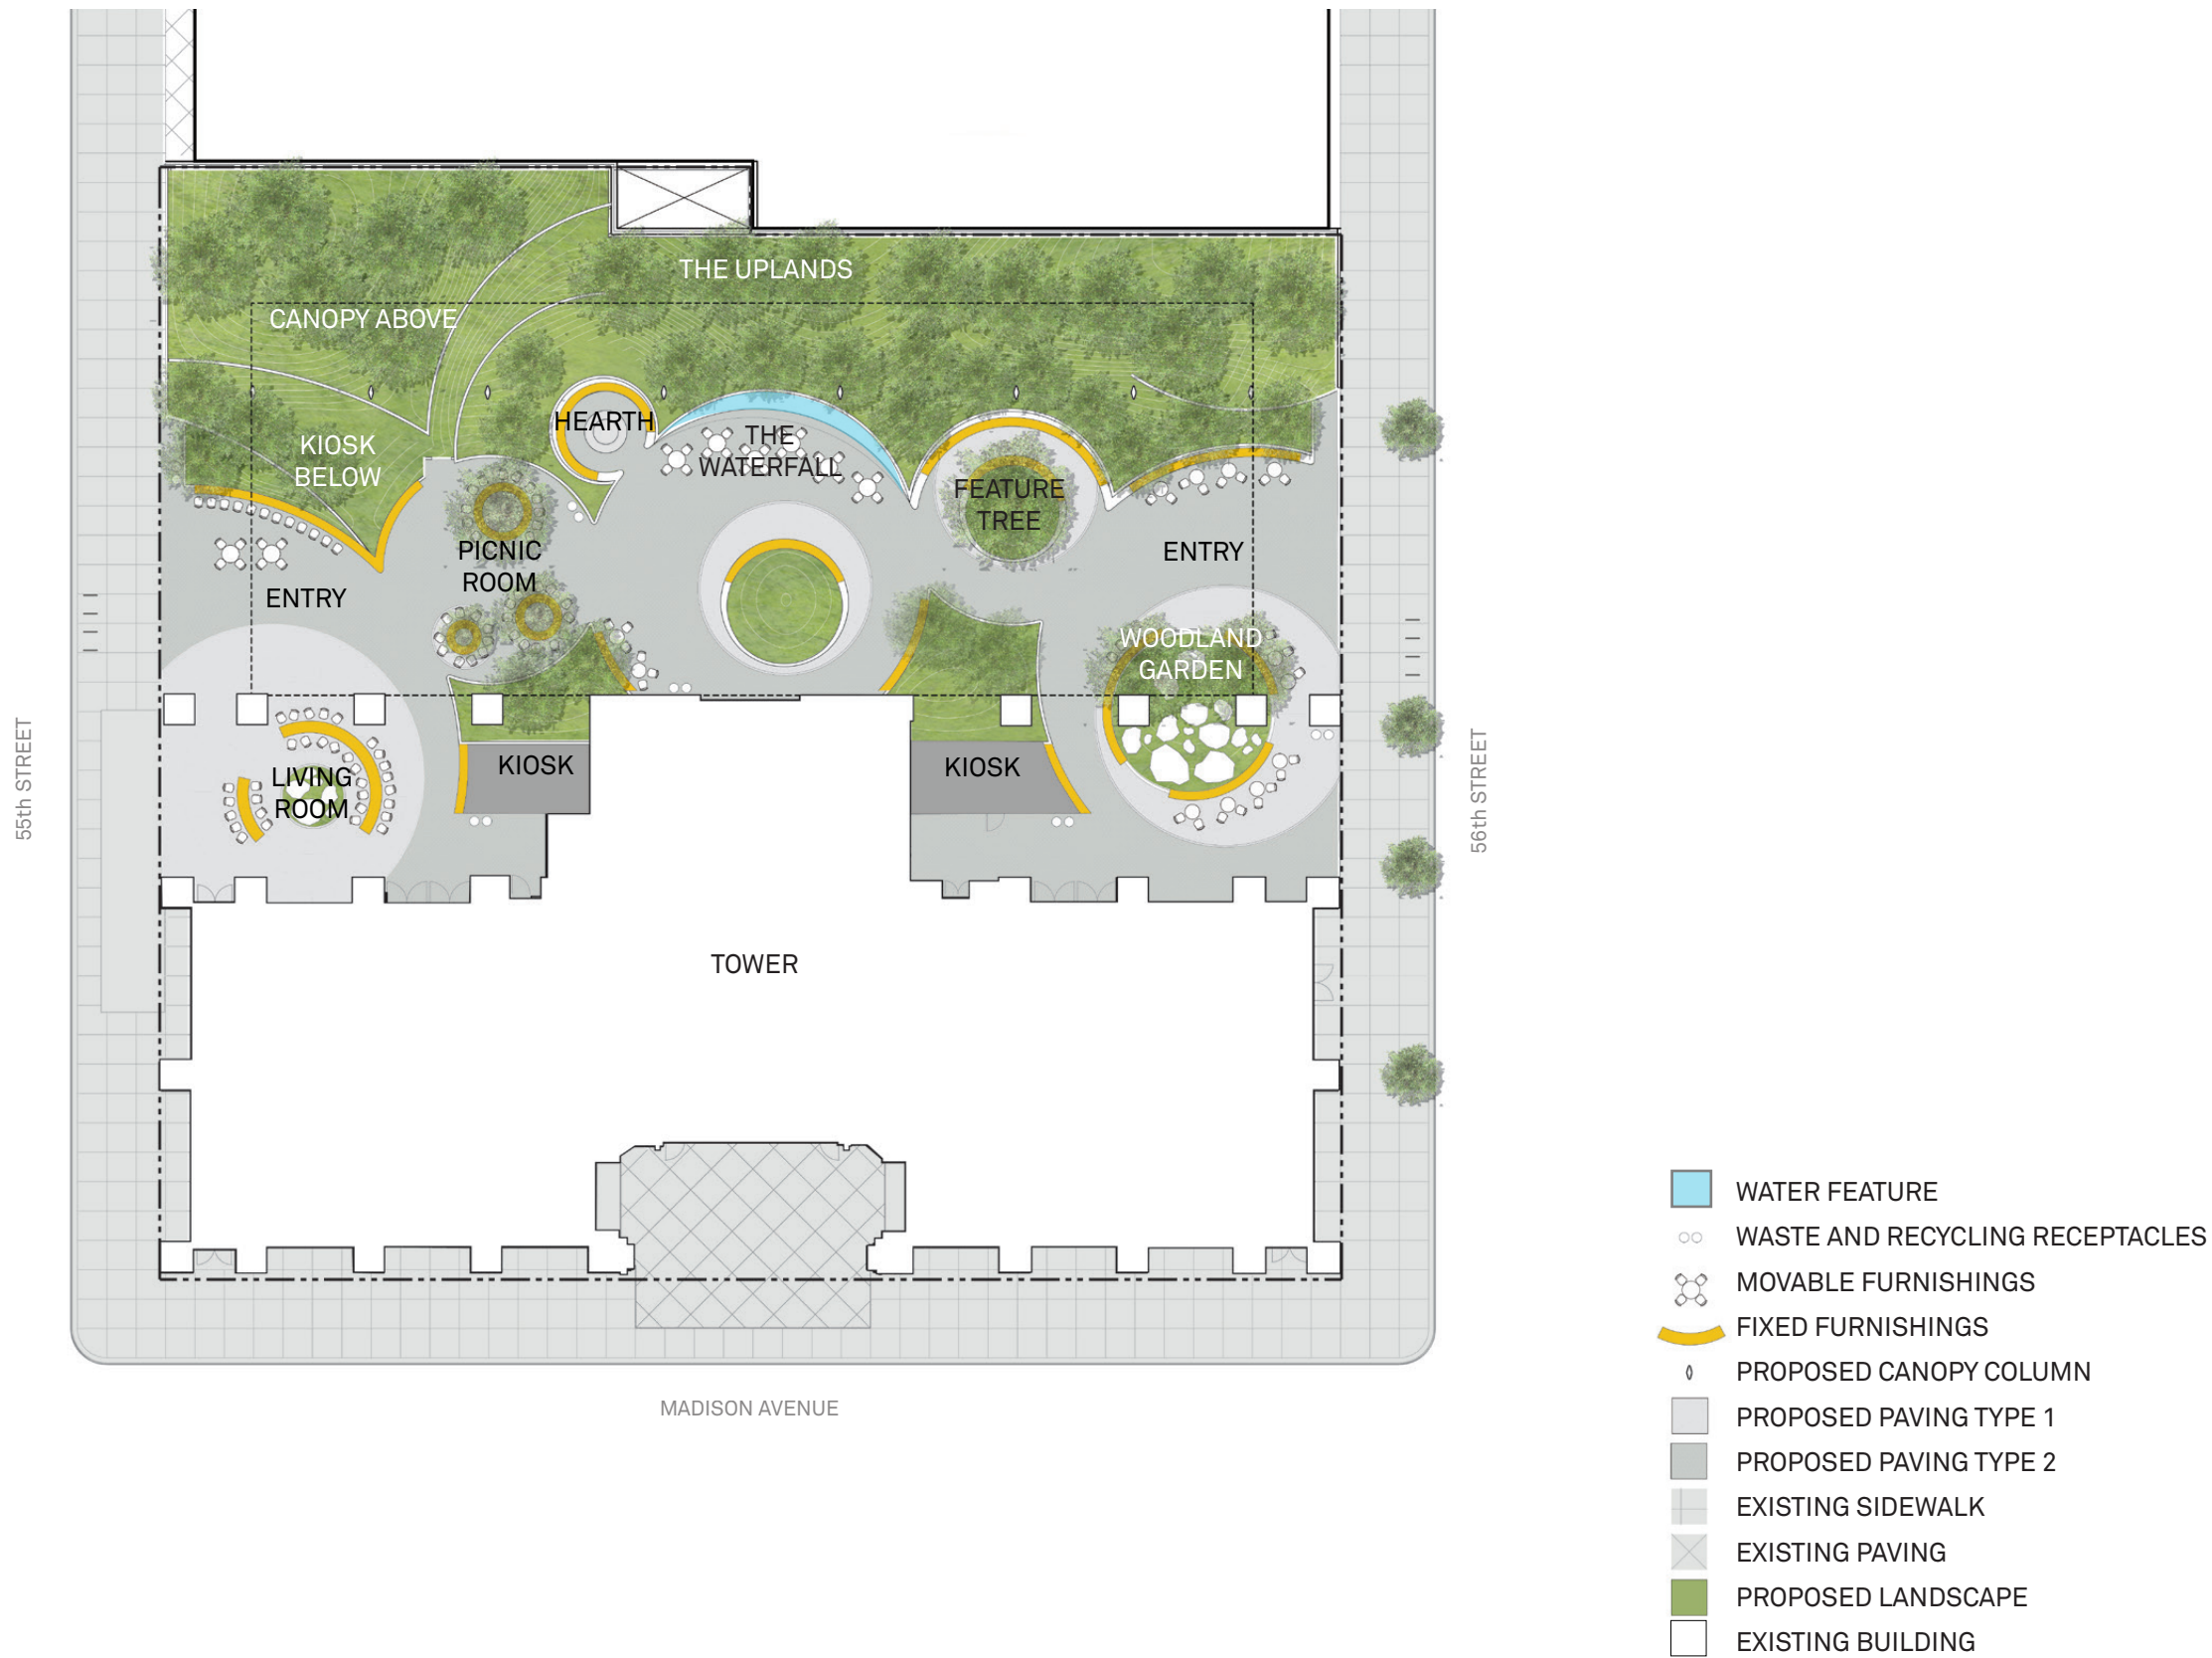 THE UPLANDS
CANOPY ABOVE
HEARTH
KIOSK
BELOW
THE
WATERFALL
FEATURE
TREE
PICNIC
ROOM
ENTRY
ENTRY
WOODLAND
GARDEN
LIVING
ROOM
KIOSK
KIOSK
55th STREET
56th STREET
TOWER
MADISON AVENUE
WATER FEATURE
WASTE AND RECYCLING RECEPTACLES
MOVABLE FURNISHINGS
FIXED FURNISHINGS
PROPOSED CANOPY COLUMN
PROPOSED PAVING TYPE 1
PROPOSED PAVING TYPE 2
EXISTING SIDEWALK
EXISTING PAVING
PROPOSED LANDSCAPE
EXISTING BUILDING